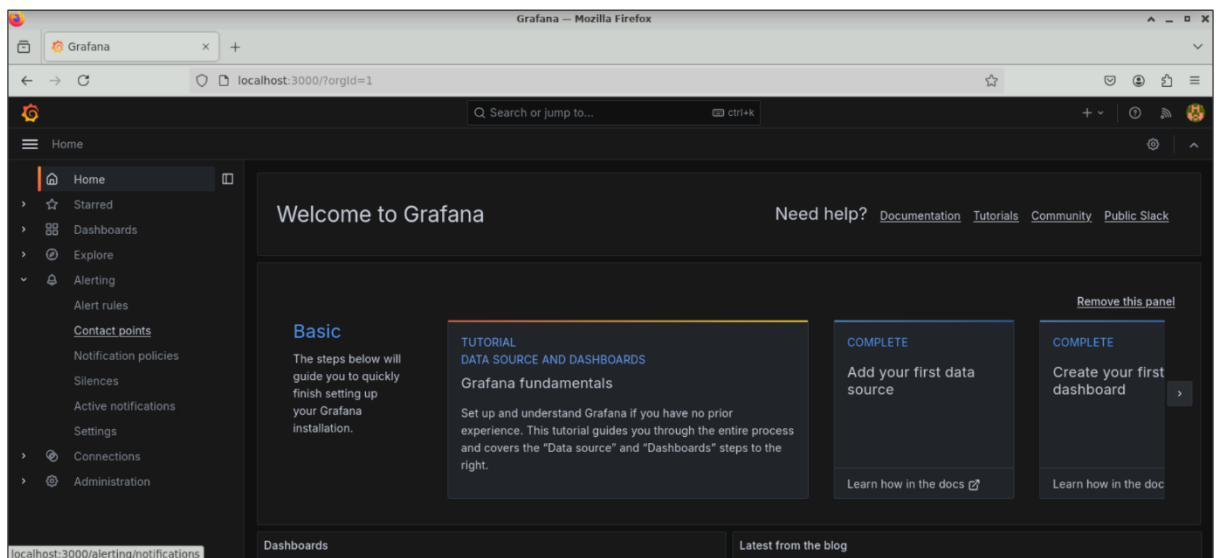 Grafana — Mozilla Firefox
Grafana
localhost:3000/?orgId=1
Search or jump to...
ctrl+k
Home
Home
Starred
Dashboards
Explore
Alerting
Alert rules
Contact points
Notification policies
Silences
Active notifications
Settings
Connections
Administration
Welcome to Grafana
Need help? Documentation Tutorials Community Public Slack
Remove this panel
Basic
The steps below will
guide you to quickly
finish setting up
your Grafana
installation.
TUTORIAL
DATA SOURCE AND DASHBOARDS
Grafana fundamentals
Set up and understand Grafana if you have no prior
experience. This tutorial guides you through the entire process
and covers the "Data source" and "Dashboards" steps to the
right.
COMPLETE
Add your first data
source
Learn how in the docs
COMPLETE
Create your first
dashboard
Learn how in the doc
Dashboards
Latest from the blog
localhost:3000/alerting/notifications